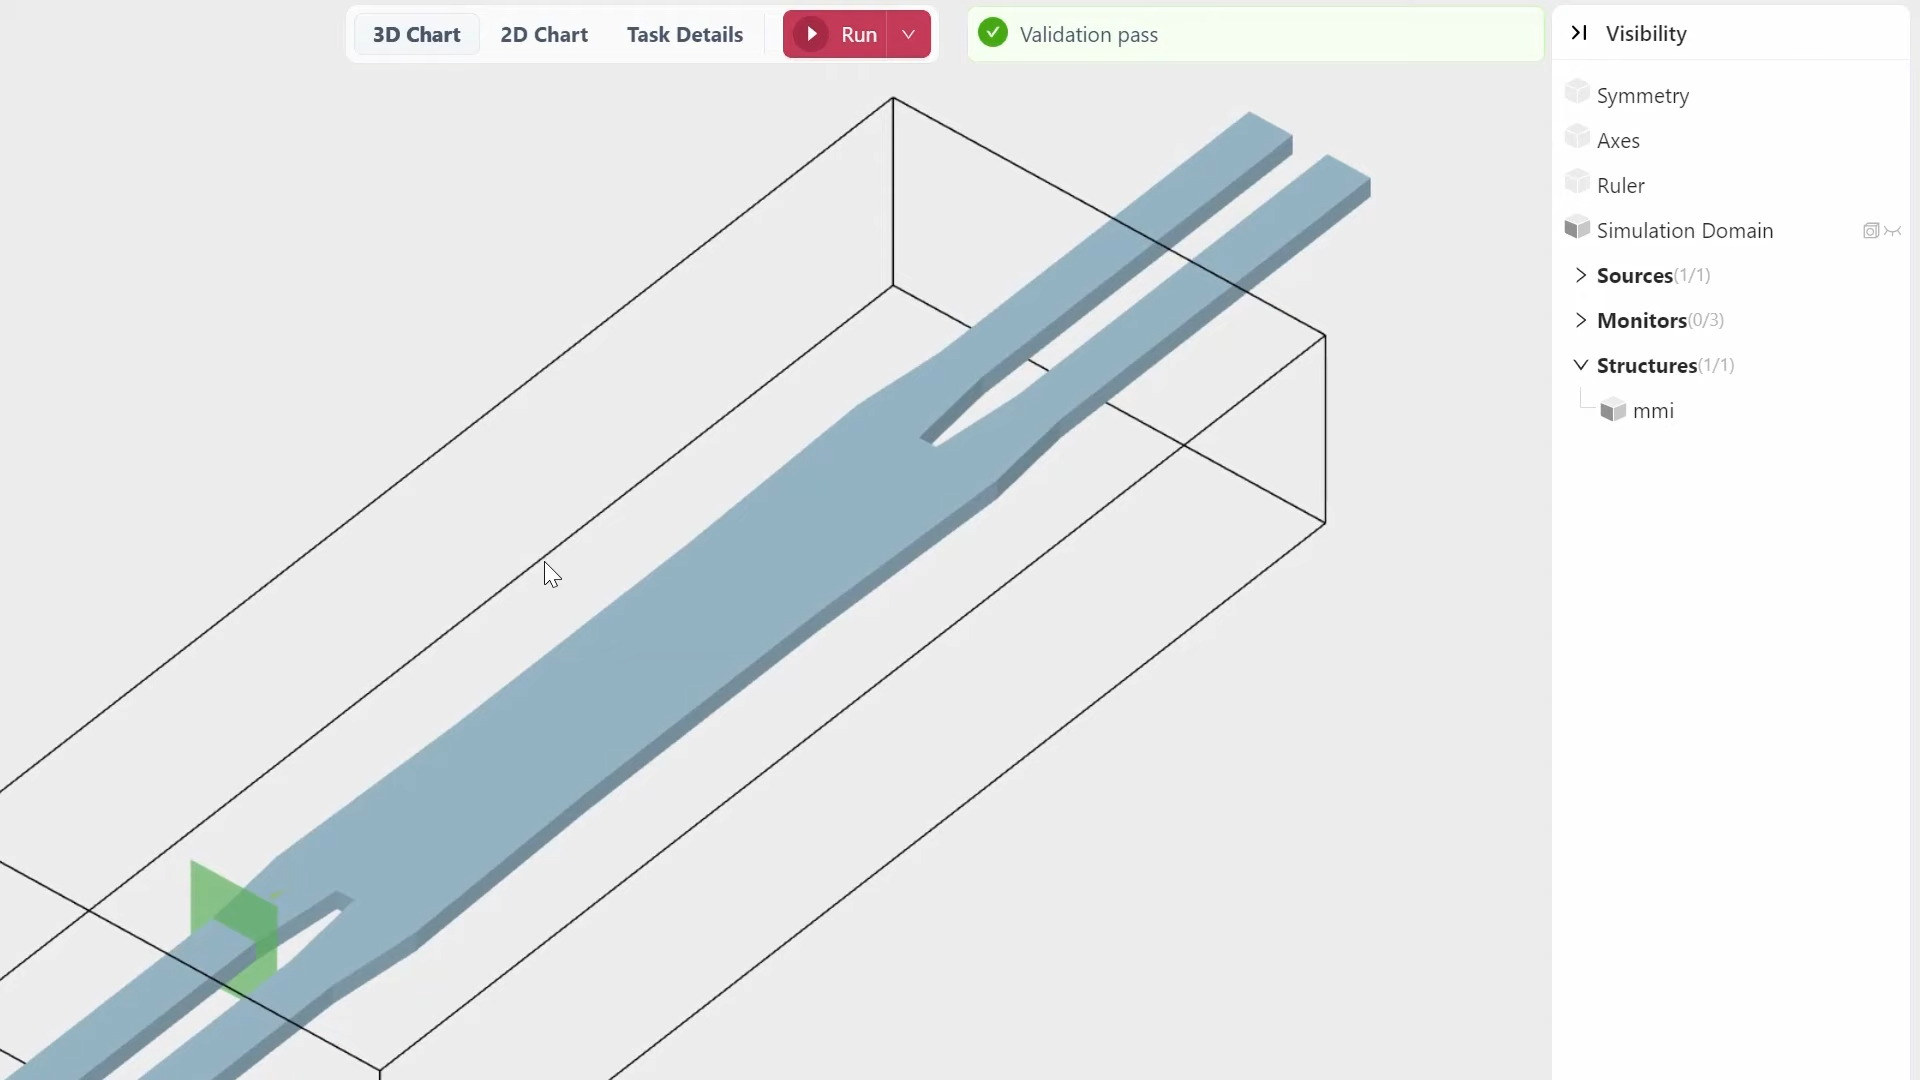 3D Chart 2D Chart Task Details Run Validation pass
Visibility
Symmetry
Axes
Ruler
Simulation Domain
Sources(1/1)
Monitors(0/3)
Structures(1/1)
mmi